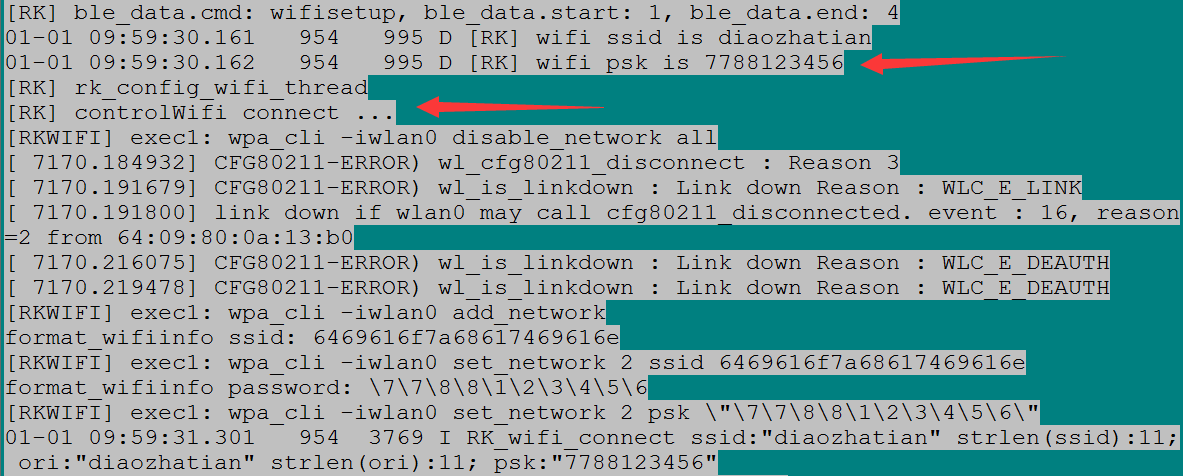 [RK] ble_data.cmd: wifisetup, ble_data.start: 1, ble_data.end: 4
01-01 09:59:30.161   954   995 D [RK] wifi ssid is diaozhatian
01-01 09:59:30.162   954   995 D [RK] wifi psk is 7788123456
[RK] rk_config_wifi_thread
[RK] controlWifi connect ...
[RKWIFI] exec1: wpa_cli -iwlan0 disable_network all
[ 7170.184932] CFG80211-ERROR) wl_cfg80211_disconnect : Reason 3
[ 7170.191679] CFG80211-ERROR) wl_is_linkdown : Link down Reason : WLC_E_LINK
[ 7170.191800] link down if wlan0 may call cfg80211_disconnected. event : 16, reason
=2 from 64:09:80:0a:13:b0
[ 7170.216075] CFG80211-ERROR) wl_is_linkdown : Link down Reason : WLC_E_DEAUTH
[ 7170.219478] CFG80211-ERROR) wl_is_linkdown : Link down Reason : WLC_E_DEAUTH
[RKWIFI] exec1: wpa_cli -iwlan0 add_network
format_wifiinfo ssid: 6469616f7a68617469616e
[RKWIFI] exec1: wpa_cli -iwlan0 set_network 2 ssid 6469616f7a68617469616e
format_wifiinfo password: \7\7\8\8\1\2\3\4\5\6
[RKWIFI] exec1: wpa_cli -iwlan0 set_network 2 psk \"\7\7\8\8\1\2\3\4\5\6\"
01-01 09:59:31.301   954  3769 I RK_wifi_connect ssid:"diaozhatian" strlen(ssid):11;
 ori:"diaozhatian" strlen(ori):11; psk:"7788123456"